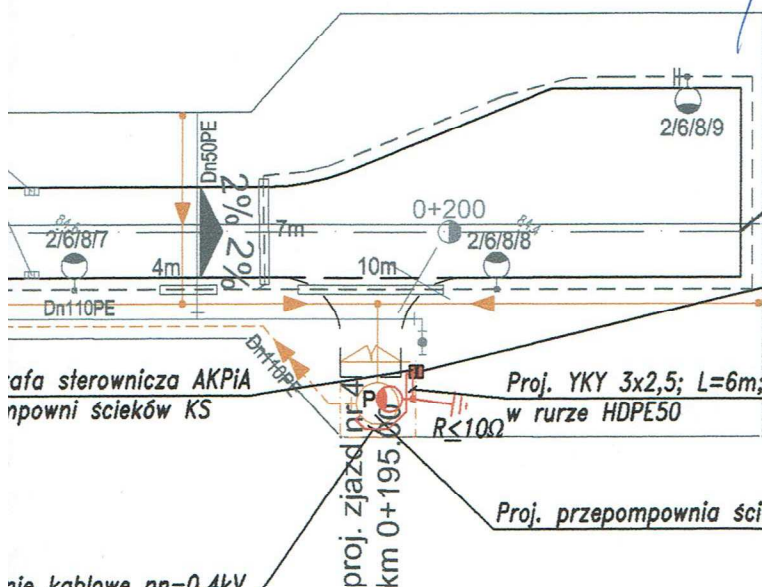 2/6/8/9
Dn50PE
2% 2%
7m
0+200
2/6/8/7
2/6/8/8
84,4
4m
10m
Dn110PE
Dn110PE
afa sterownicza AKPiA
mpowni ścieków KS
P
Proj. YKY 3x2,5; L=6m;
w rurze HDPE50
R≤10Ω
proj. zjazd nr 4
km 0+195.00
Proj. przepompownia ści
nie kablowe nn-0,4kV